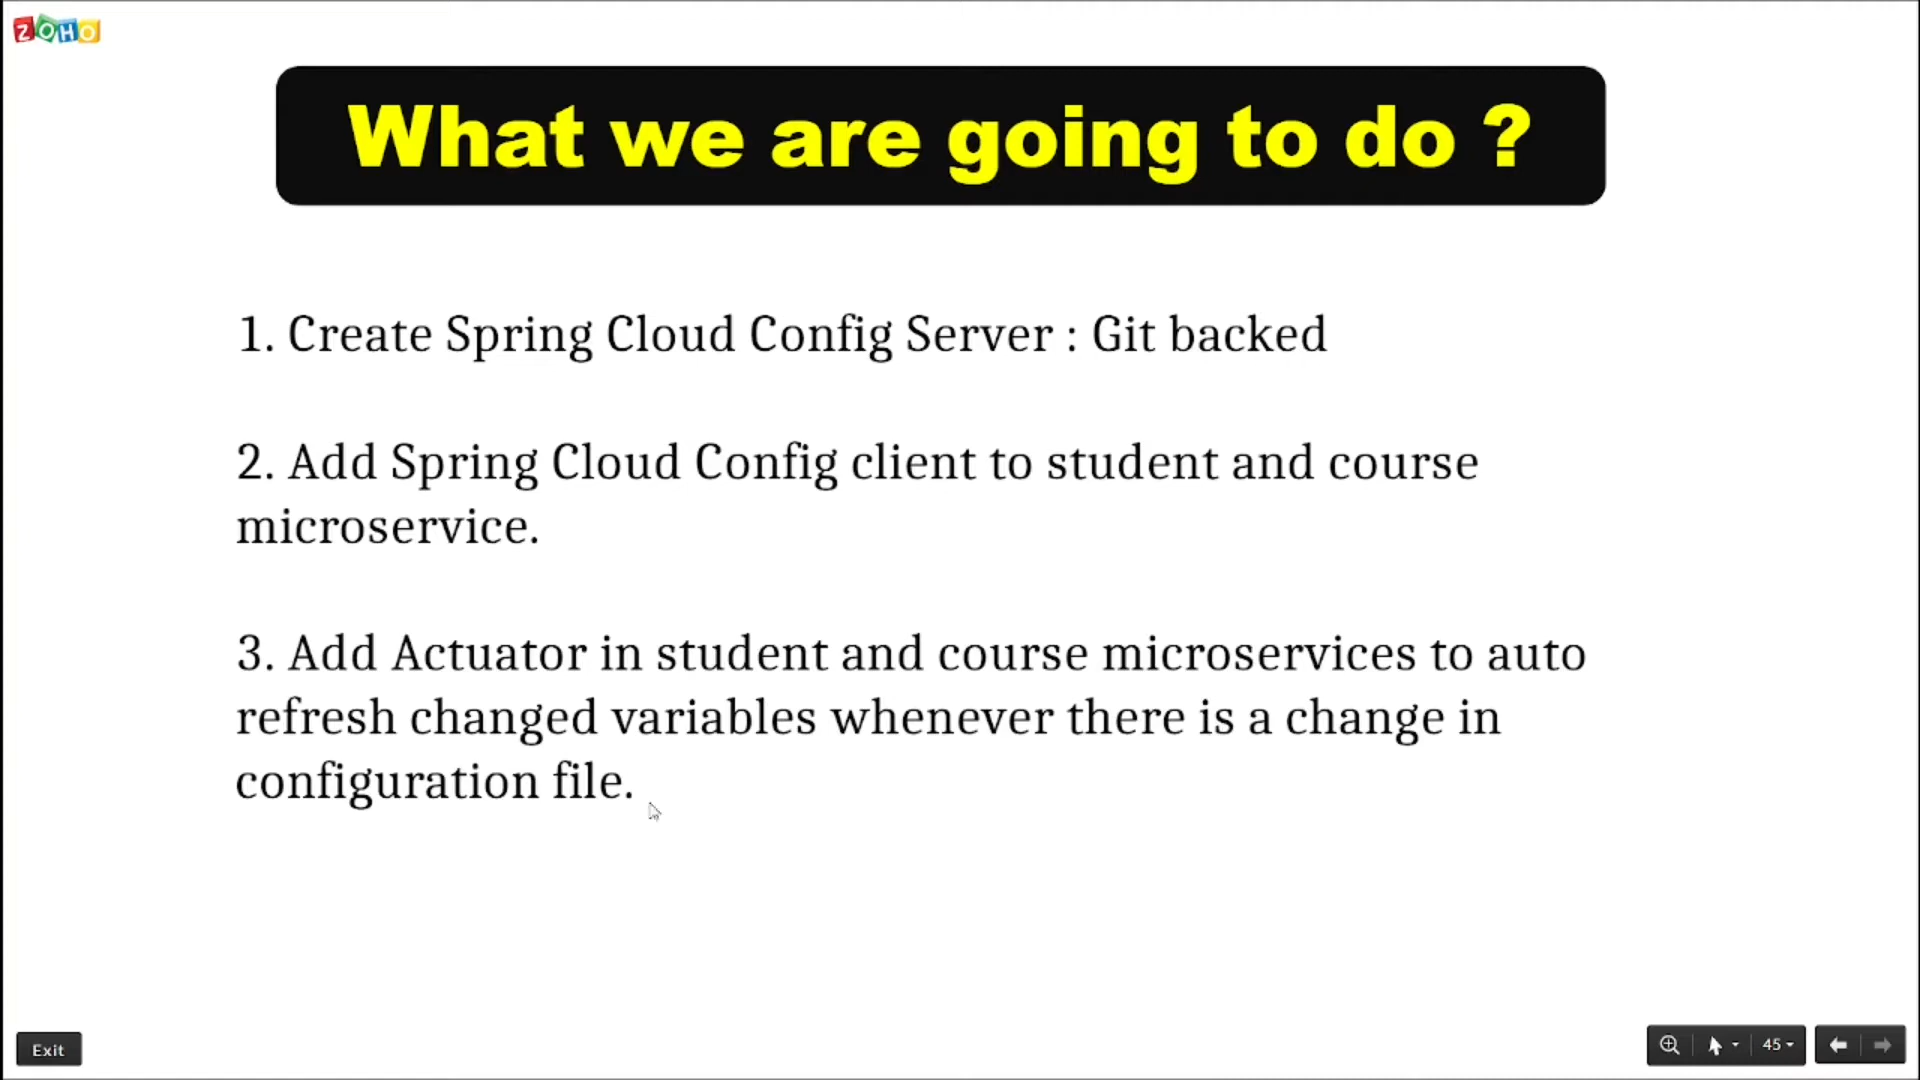 ZOHO
What we are going to do ?
1. Create Spring Cloud Config Server : Git backed
2. Add Spring Cloud Config client to student and course
microservice.
3. Add Actuator in student and course microservices to auto
refresh changed variables whenever there is a change in
configuration file.
Exit
45